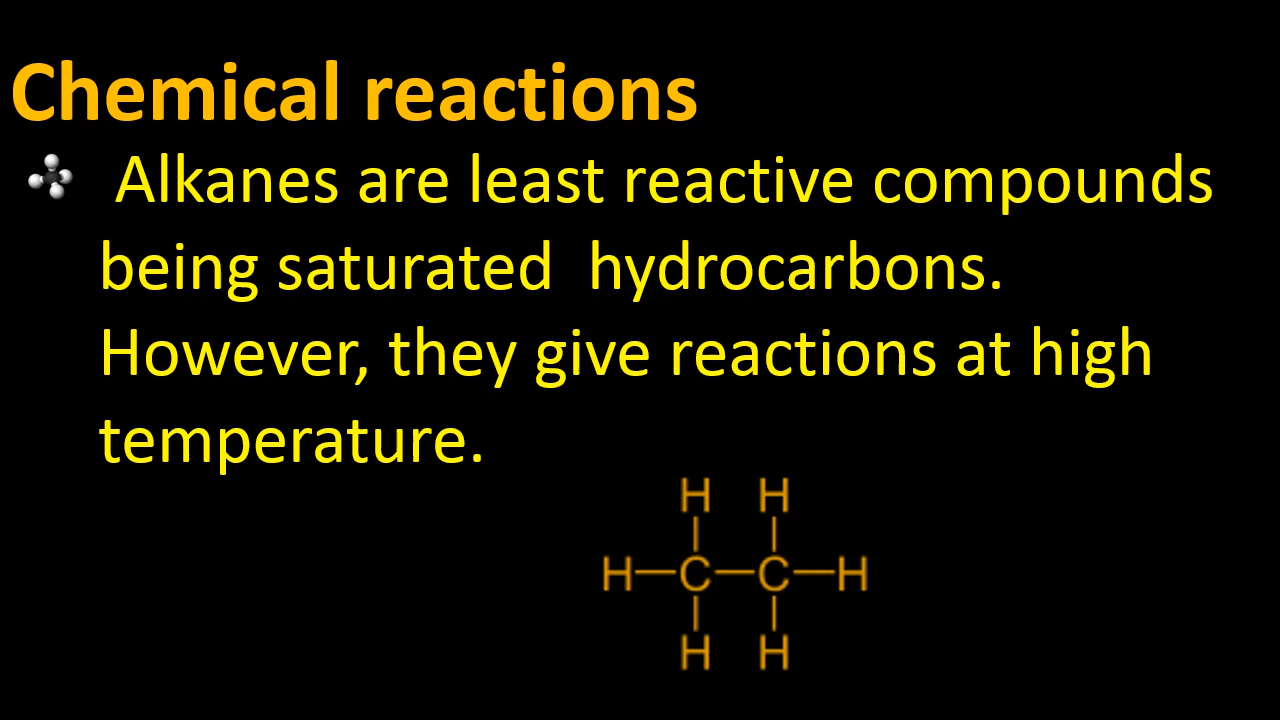 Chemical reactions
Alkanes are least reactive compounds
being saturated  hydrocarbons.
However, they give reactions at high
temperature.
H H
H—C—C—H
H H